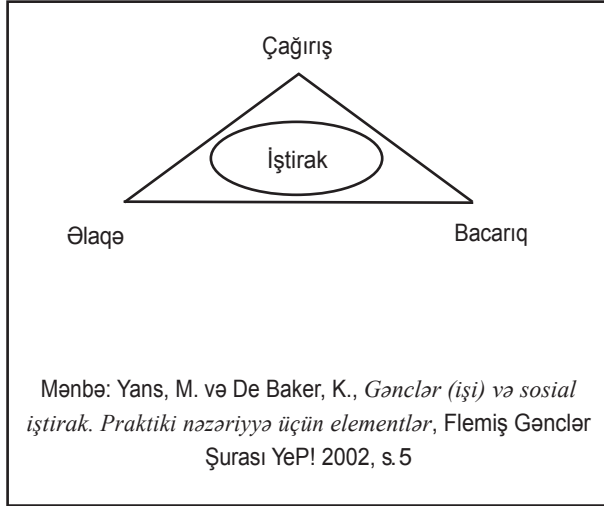 Çağırış
İştirak
Əlaqə
Bacarıq
Mənbə: Yans, M. və De Baker, K., Gənclər (işi) və sosial
iştirak. Praktiki nəzəriyyə üçün elementlər, Flemiş Gənclər
Şurası YeP! 2002, s.5